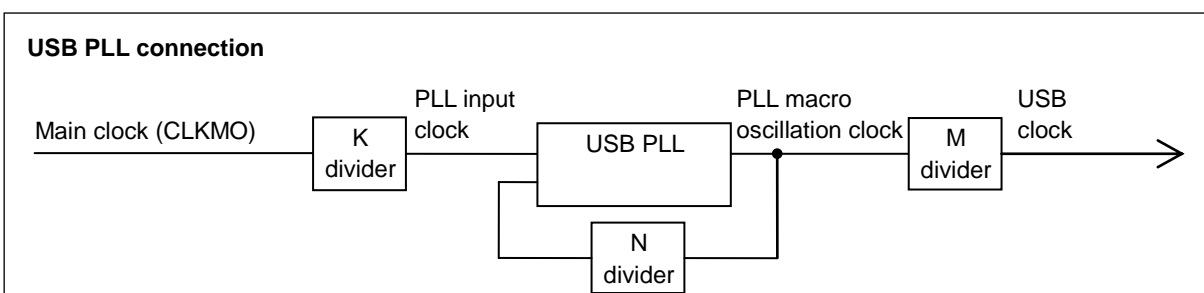 USB PLL connection
Main clock (CLKMO)
K
divider
PLL input
clock
USB PLL
N
divider
PLL macro
oscillation clock
M
divider
USB
clock